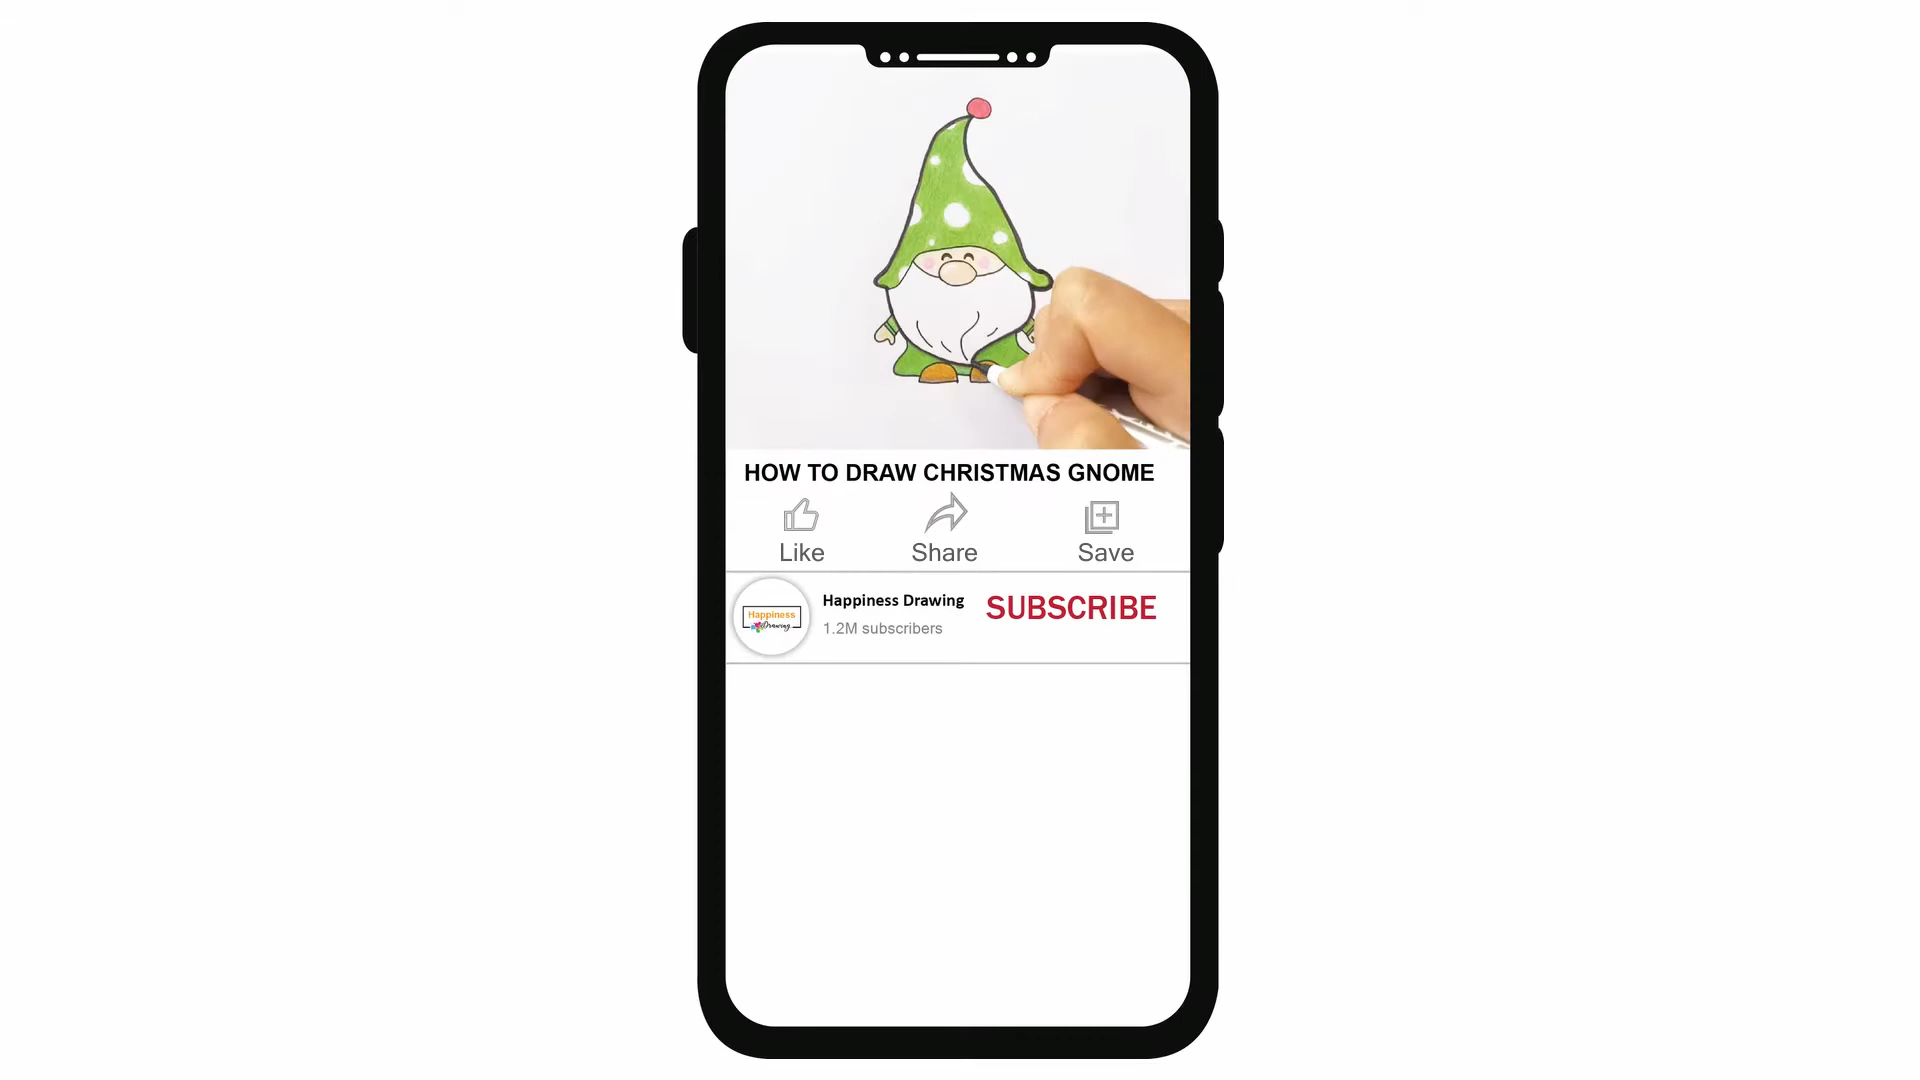 HOW TO DRAW CHRISTMAS GNOME
Like Share Save
Happiness Drawing
1.2M subscribers
SUBSCRIBE
Happiness
Drawing